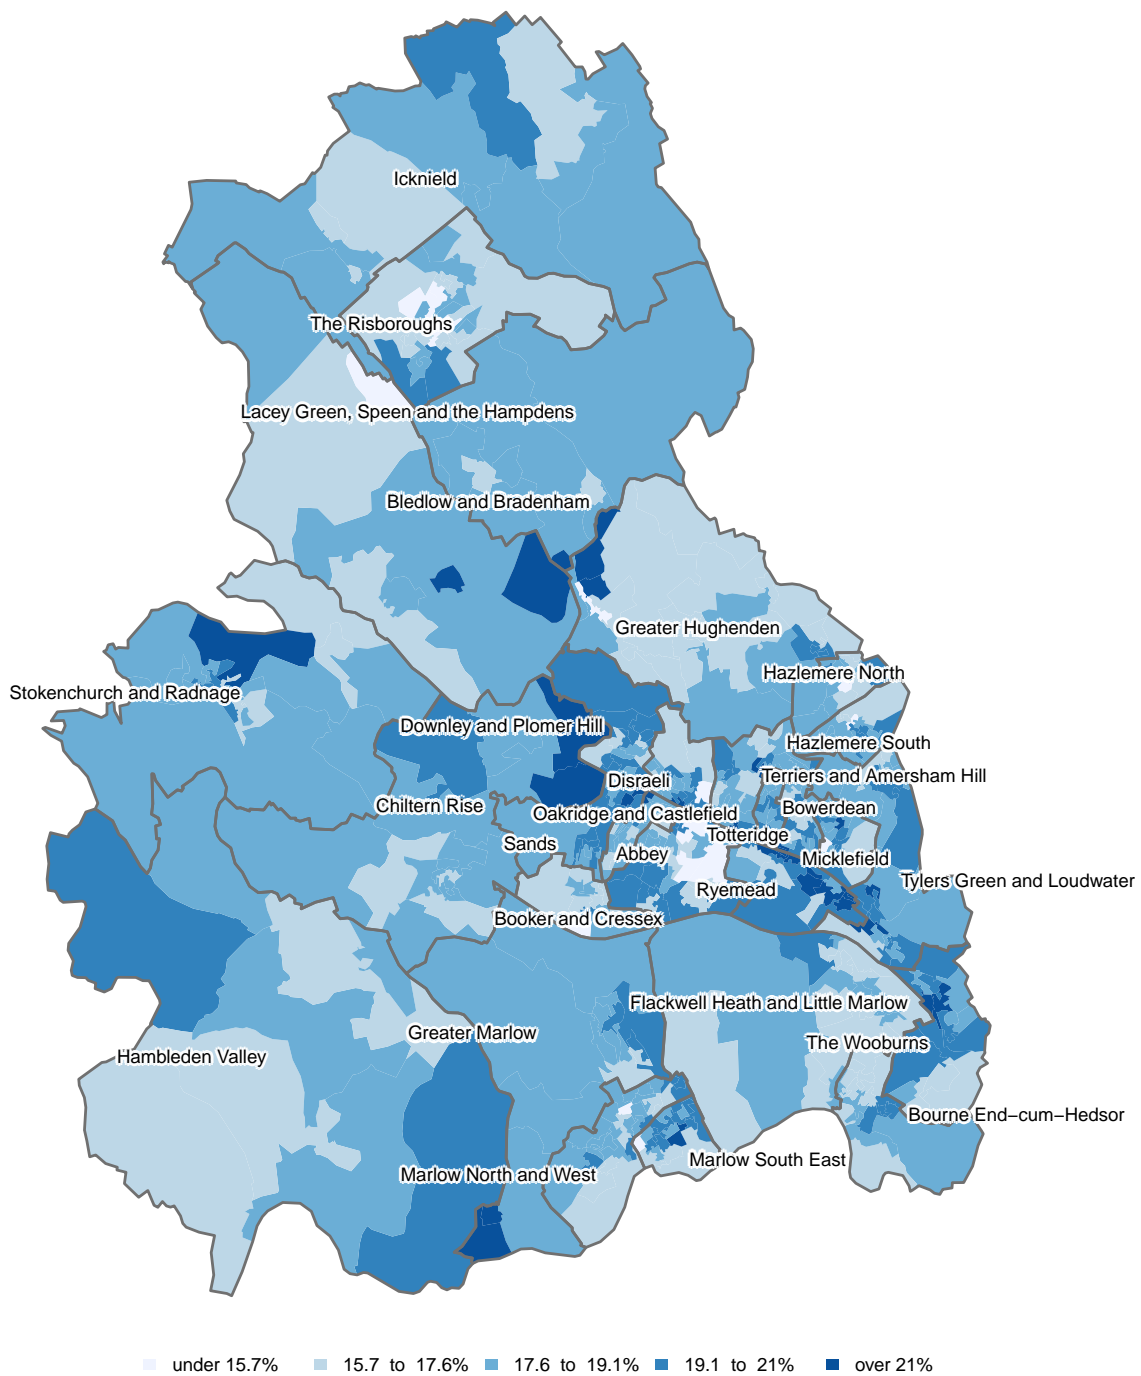 Icknield
The Risboroughs
Lacey Green, Speen and the Hampdens
Bledlow and Bradenham
Greater Hughenden
Hazlemere North
Stokenchurch and Radnage
Downley and Plomer Hill
Hazlemere South
Disraeli
Terriers and Amersham Hill
Chiltern Rise
Oakridge and Castlefield
Bowerdean
Totteridge
Sands
Abbey
Micklefield
Ryemead
Tylers Green and Loudwater
Booker and Cressex
Flackwell Heath and Little Marlow
Greater Marlow
The Wooburns
Hambleden Valley
Bourne End−cum−Hedsor
Marlow South East
Marlow North and West
under 15.7% 15.7 to 17.6% 17.6 to 19.1% 19.1 to 21% over 21%